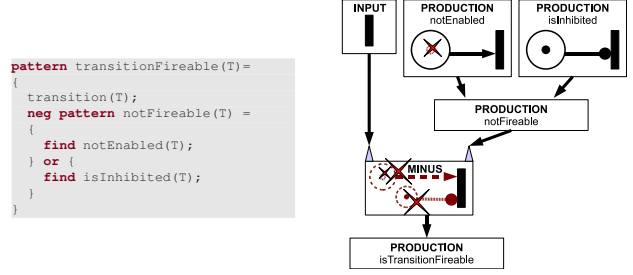 pattern transitionFireable(T)=
{
transition(T);
neg pattern notFireable(T) =
{
find notEnabled(T);
} or {
find isInhibited(T);
}
}
INPUT
PRODUCTION
notEnabled
PRODUCTION
isInhibited
PRODUCTION
notFireable
MINUS
PRODUCTION
isTransitionFireable